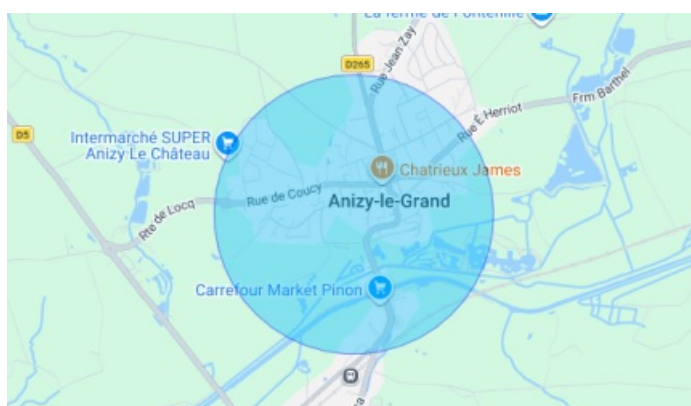 La ferme de Fontenille
Rue Jean Zay
D265
Frm Barthel
D5
Rue É Herriot
Intermarché SUPER
Anizy Le Château
Chatrieux James
Rue de Coucy
Anizy-le-Grand
Rte de Locq
Carrefour Market Pinon